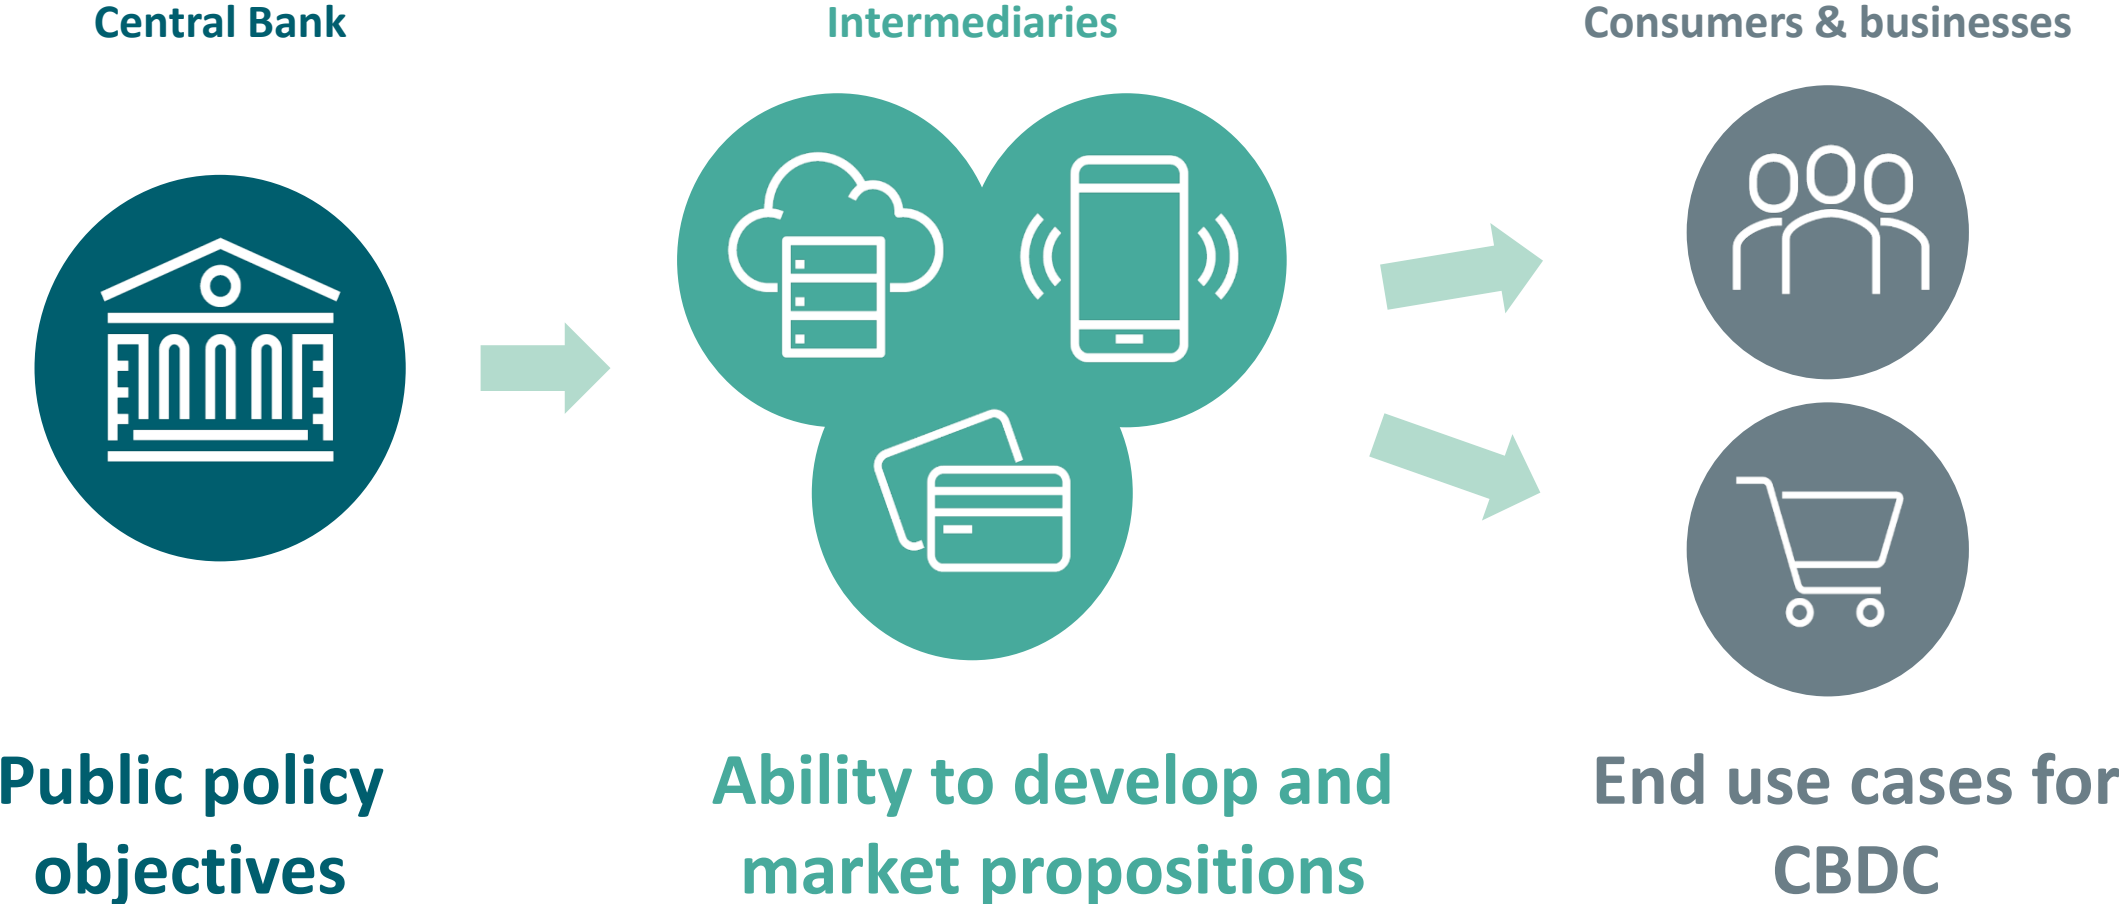 Central Bank
Intermediaries
Consumers & businesses
Public policy
objectives
Ability to develop and
market propositions
End use cases for
CBDC